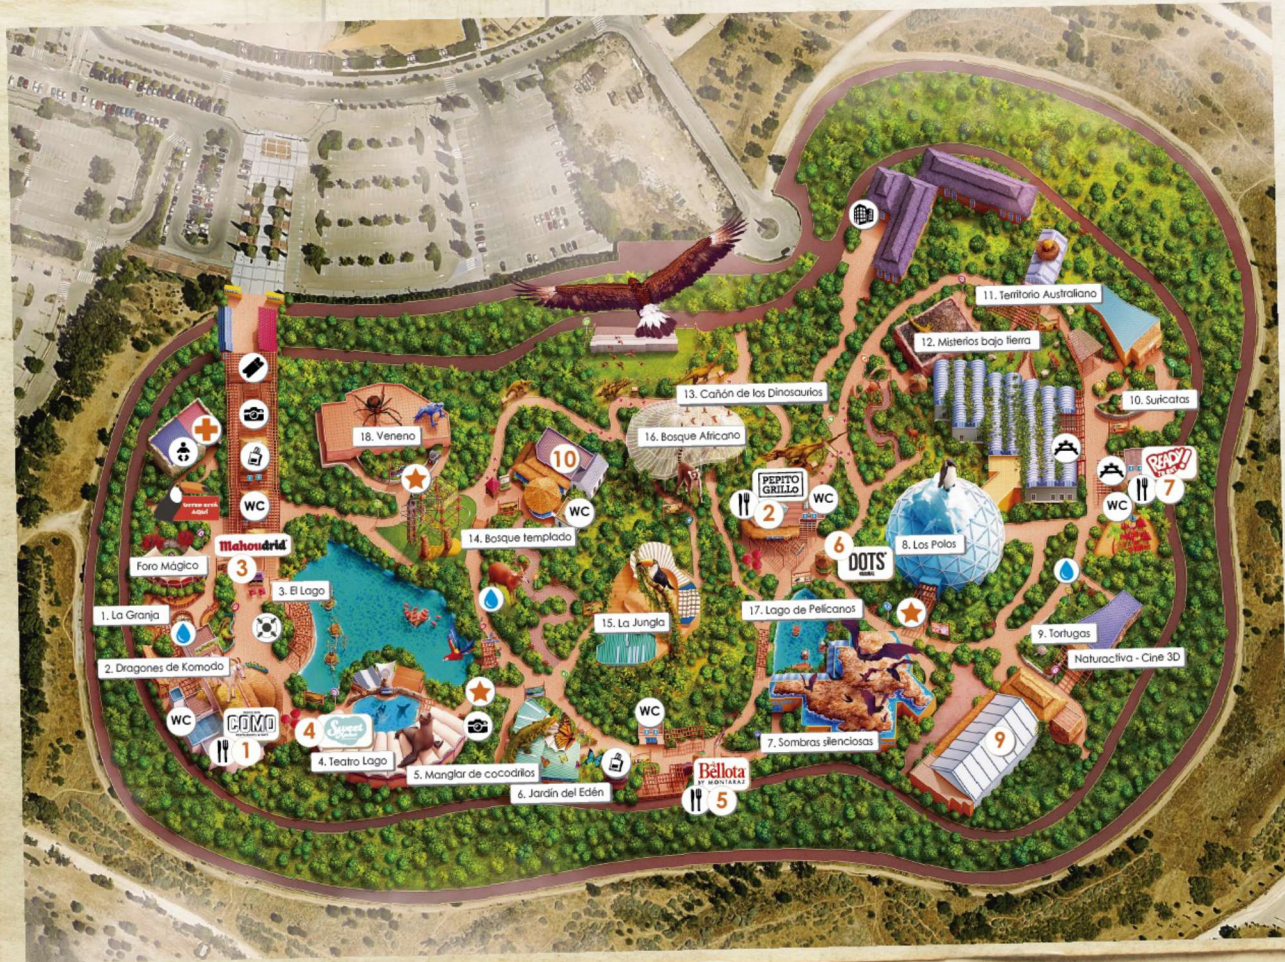 11. Territorio Australiano
12. Misterios bajo tierra
13. Cañón de los Dinosaurios
10. Suricatas
18. Veneno
16. Bosque Africano
10
READY!
7
PEPITO
GRILLO
2
WC
WC
WC
WC
14. Bosque templado
Mahoudrid
3
6
DOTS
8. Los Polos
Foro Mágico
3. El Lago
1. La Granja
15. La Jungla
17. Lago de Pelícanos
9. Tortugas
2. Dragones de Komodo
Naturactiva - Cine 3D
WC
WC
COMO
1
4
Sweet
7. Sombras silenciosas
9
4. Teatro Lago
5. Manglar de cocodrilos
6. Jardín del Edén
Bellota
BY MONTARAZ
5